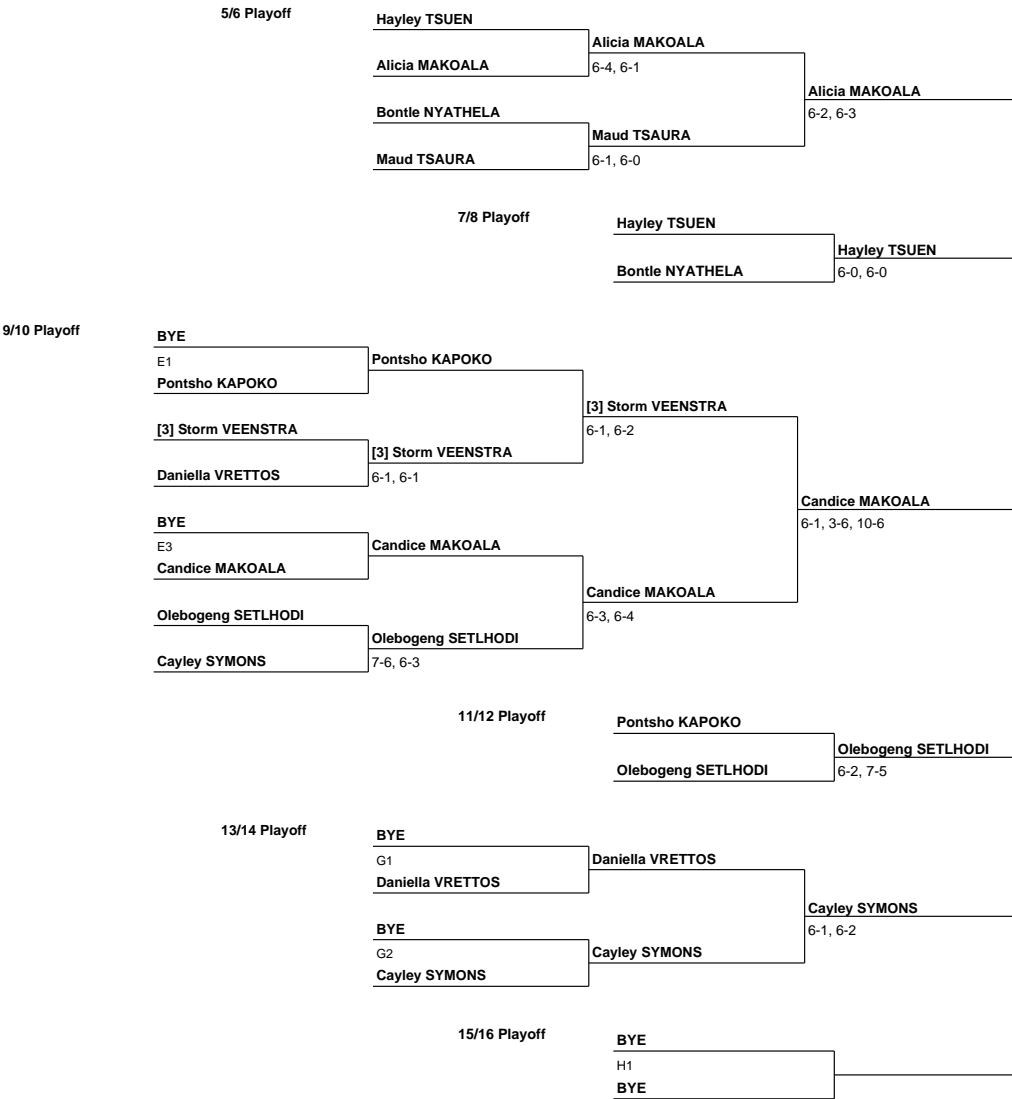 5/6 Playoff
Hayley TSUEN
Alicia MAKOALA
Alicia MAKOALA
6-4, 6-1
Alicia MAKOALA
6-2, 6-3
Bontle NYATHELA
Maud TSAURA
Maud TSAURA
6-1, 6-0
7/8 Playoff
Hayley TSUEN
Hayley TSUEN
Bontle NYATHELA
6-0, 6-0
9/10 Playoff
BYE
E1
Pontsho KAPOKO
Pontsho KAPOKO
[3] Storm VEENSTRA
6-1, 6-2
[3] Storm VEENSTRA
[3] Storm VEENSTRA
Daniella VRETTOS
6-1, 6-1
Candice MAKOALA
6-1, 3-6, 10-6
BYE
E3
Candice MAKOALA
Candice MAKOALA
Candice MAKOALA
6-3, 6-4
Olebogeng SETLHODI
Olebogeng SETLHODI
Cayley SYMONS
7-6, 6-3
11/12 Playoff
Pontsho KAPOKO
Olebogeng SETLHODI
Olebogeng SETLHODI
6-2, 7-5
13/14 Playoff
BYE
G1
Daniella VRETTOS
Daniella VRETTOS
Cayley SYMONS
6-1, 6-2
BYE
G2
Cayley SYMONS
Cayley SYMONS
15/16 Playoff
BYE
H1
BYE